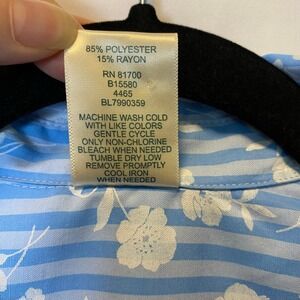 85% POLYESTER
15% RAYON
RN 81700
B15580
4465
BL7990359
MACHINE WASH COLD
WITH LIKE COLORS
GENTLE CYCLE
ONLY NON-CHLORINE
BLEACH WHEN NEEDED
TUMBLE DRY LOW
REMOVE PROMPTLY
COOL IRON
WHEN NEEDED